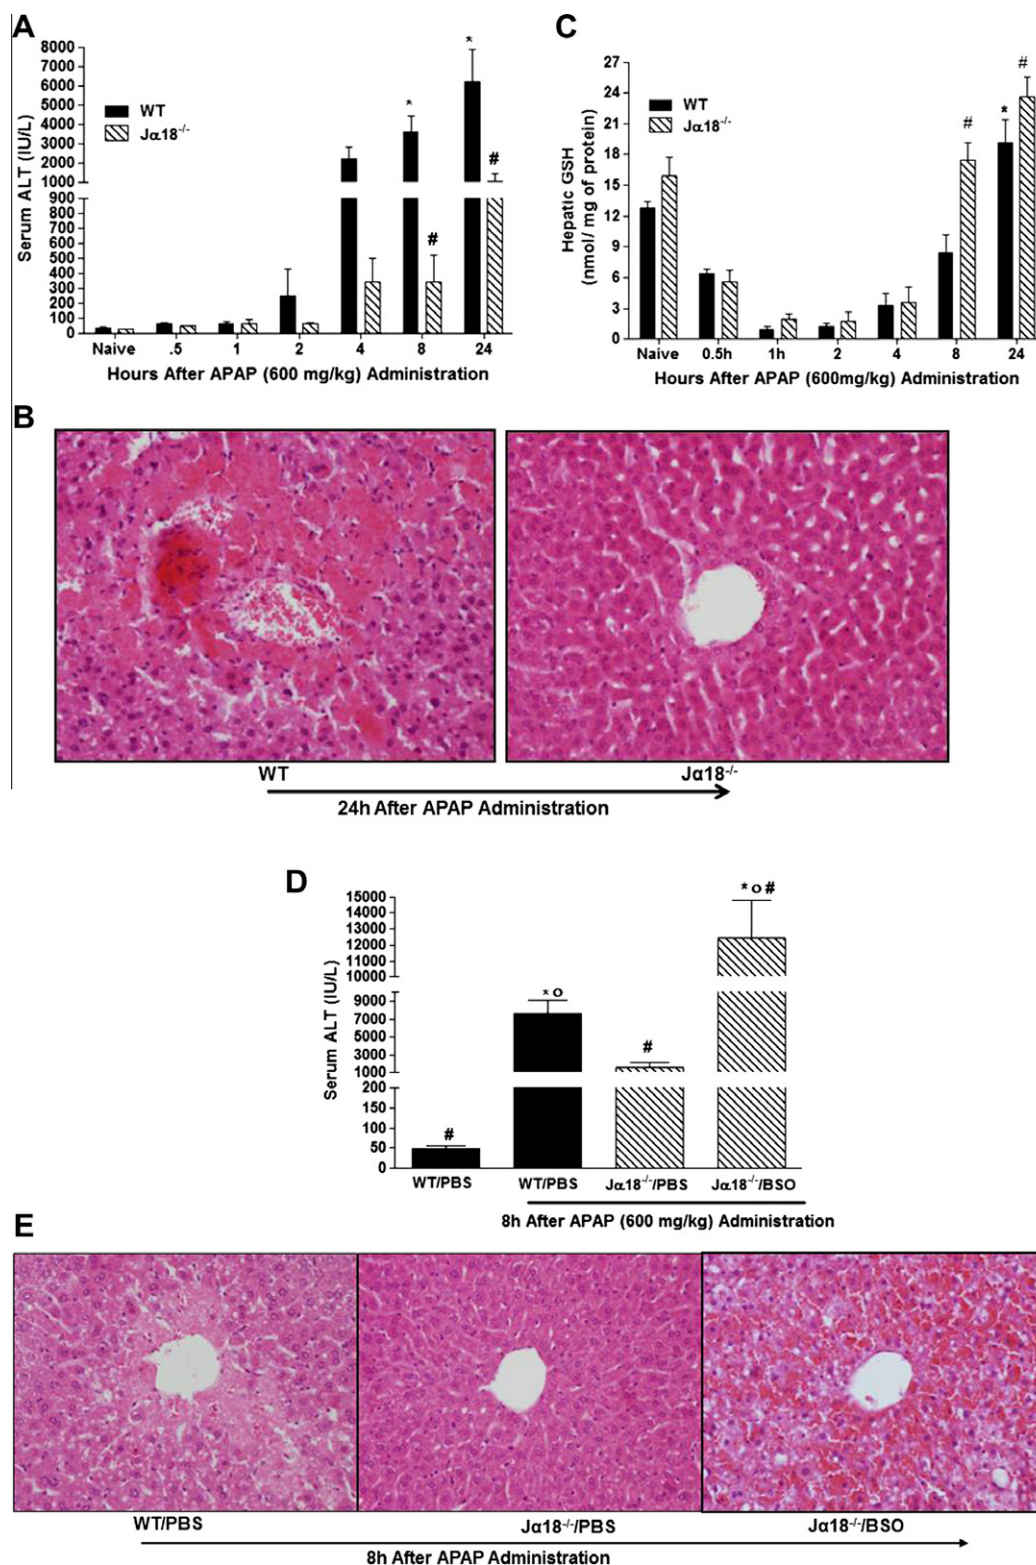 A
8000
7000
6000
5000
4000
3000
2000
1000
900
800
700
600
500
400
300
200
100
0
Serum ALT (IU/L)
WT
Jα18-/-
*
*
#
#
Naive .5 1 2 4 8 24
Hours After APAP (600 mg/kg) Administration
C
27
24
21
18
15
12
9
6
3
0
Hepatic GSH
(nmol/ mg of protein)
WT
Jα18-/-
#
*
#
Naive 0.5h 1h 2 4 8 24
Hours After APAP (600mg/kg) Administration
B
WT Jα18-/-
24h After APAP Administration
D
15000
14000
13000
12000
11000
10000
9000
7000
5000
3000
1000
200
150
100
50
0
Serum ALT (IU/L)
#
* o
#
* o #
WT/PBS WT/PBS Jα18-/-/PBS Jα18-/-/BSO
8h After APAP (600 mg/kg) Administration
E
WT/PBS Jα18-/-/PBS Jα18-/-/BSO
8h After APAP Administration